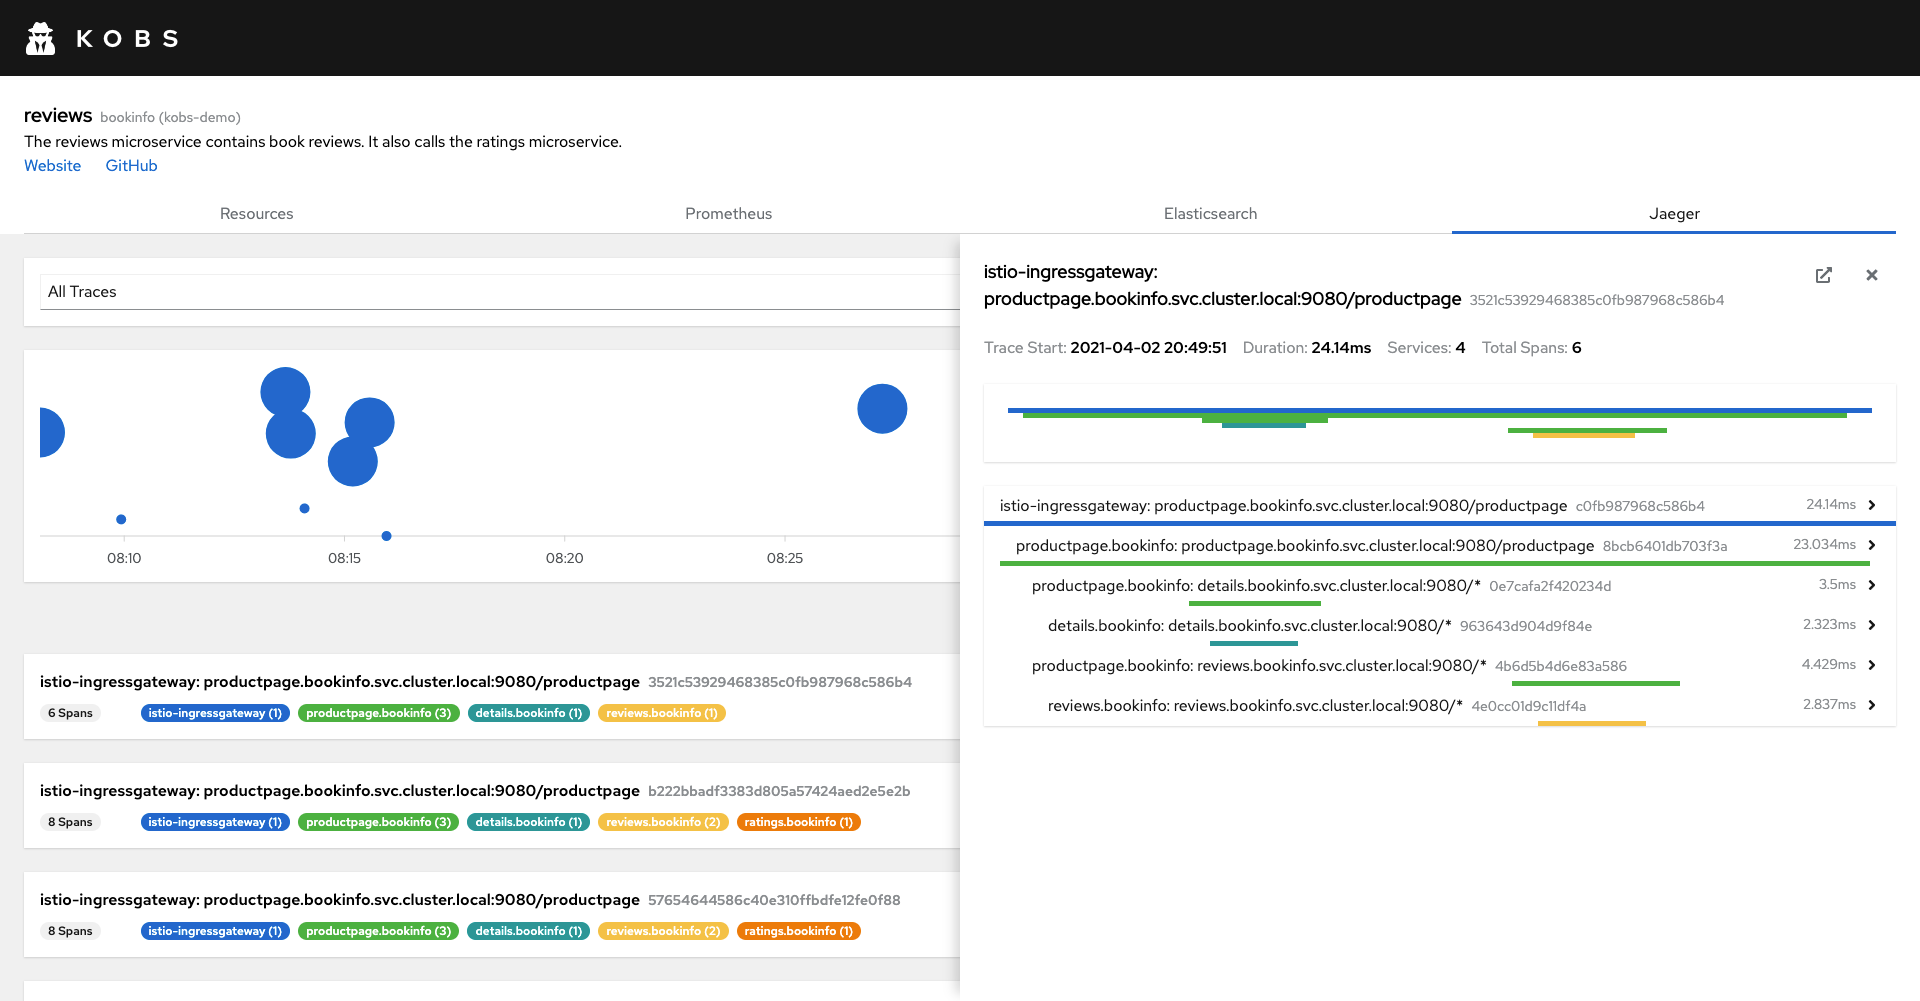 KOBS
reviews bookinfo (kobs-demo)
The reviews microservice contains book reviews. It also calls the ratings microservice.
Website GitHub
Resources Prometheus Elasticsearch Jaeger
All Traces
08:10 08:15 08:20 08:25
istio-ingressgateway: productpage.bookinfo.svc.cluster.local:9080/productpage 3521c53929468385c0fb987968c586b4
6 Spans istio-ingressgateway (1) productpage.bookinfo (3) details.bookinfo (1) reviews.bookinfo (1)
istio-ingressgateway: productpage.bookinfo.svc.cluster.local:9080/productpage b222bbadf3383d805a57424aed2e5e2b
8 Spans istio-ingressgateway (1) productpage.bookinfo (3) details.bookinfo (1) reviews.bookinfo (2) ratings.bookinfo (1)
istio-ingressgateway: productpage.bookinfo.svc.cluster.local:9080/productpage 57654644586c40e310ffbdfe12fe0f88
8 Spans istio-ingressgateway (1) productpage.bookinfo (3) details.bookinfo (1) reviews.bookinfo (2) ratings.bookinfo (1)
istio-ingressgateway:
productpage.bookinfo.svc.cluster.local:9080/productpage 3521c53929468385c0fb987968c586b4
Trace Start: 2021-04-02 20:49:51 Duration: 24.14ms Services: 4 Total Spans: 6
istio-ingressgateway: productpage.bookinfo.svc.cluster.local:9080/productpage c0fb987968c586b4 24.14ms
productpage.bookinfo: productpage.bookinfo.svc.cluster.local:9080/productpage 8bcb6401db703f3a 23.034ms
productpage.bookinfo: details.bookinfo.svc.cluster.local:9080/* 0e7cafa2f420234d 3.5ms
details.bookinfo: details.bookinfo.svc.cluster.local:9080/* 963643d904d9f84e 2.323ms
productpage.bookinfo: reviews.bookinfo.svc.cluster.local:9080/* 4b6d5b4d6e83a586 4.429ms
reviews.bookinfo: reviews.bookinfo.svc.cluster.local:9080/* 4e0cc01d9c11df4a 2.837ms